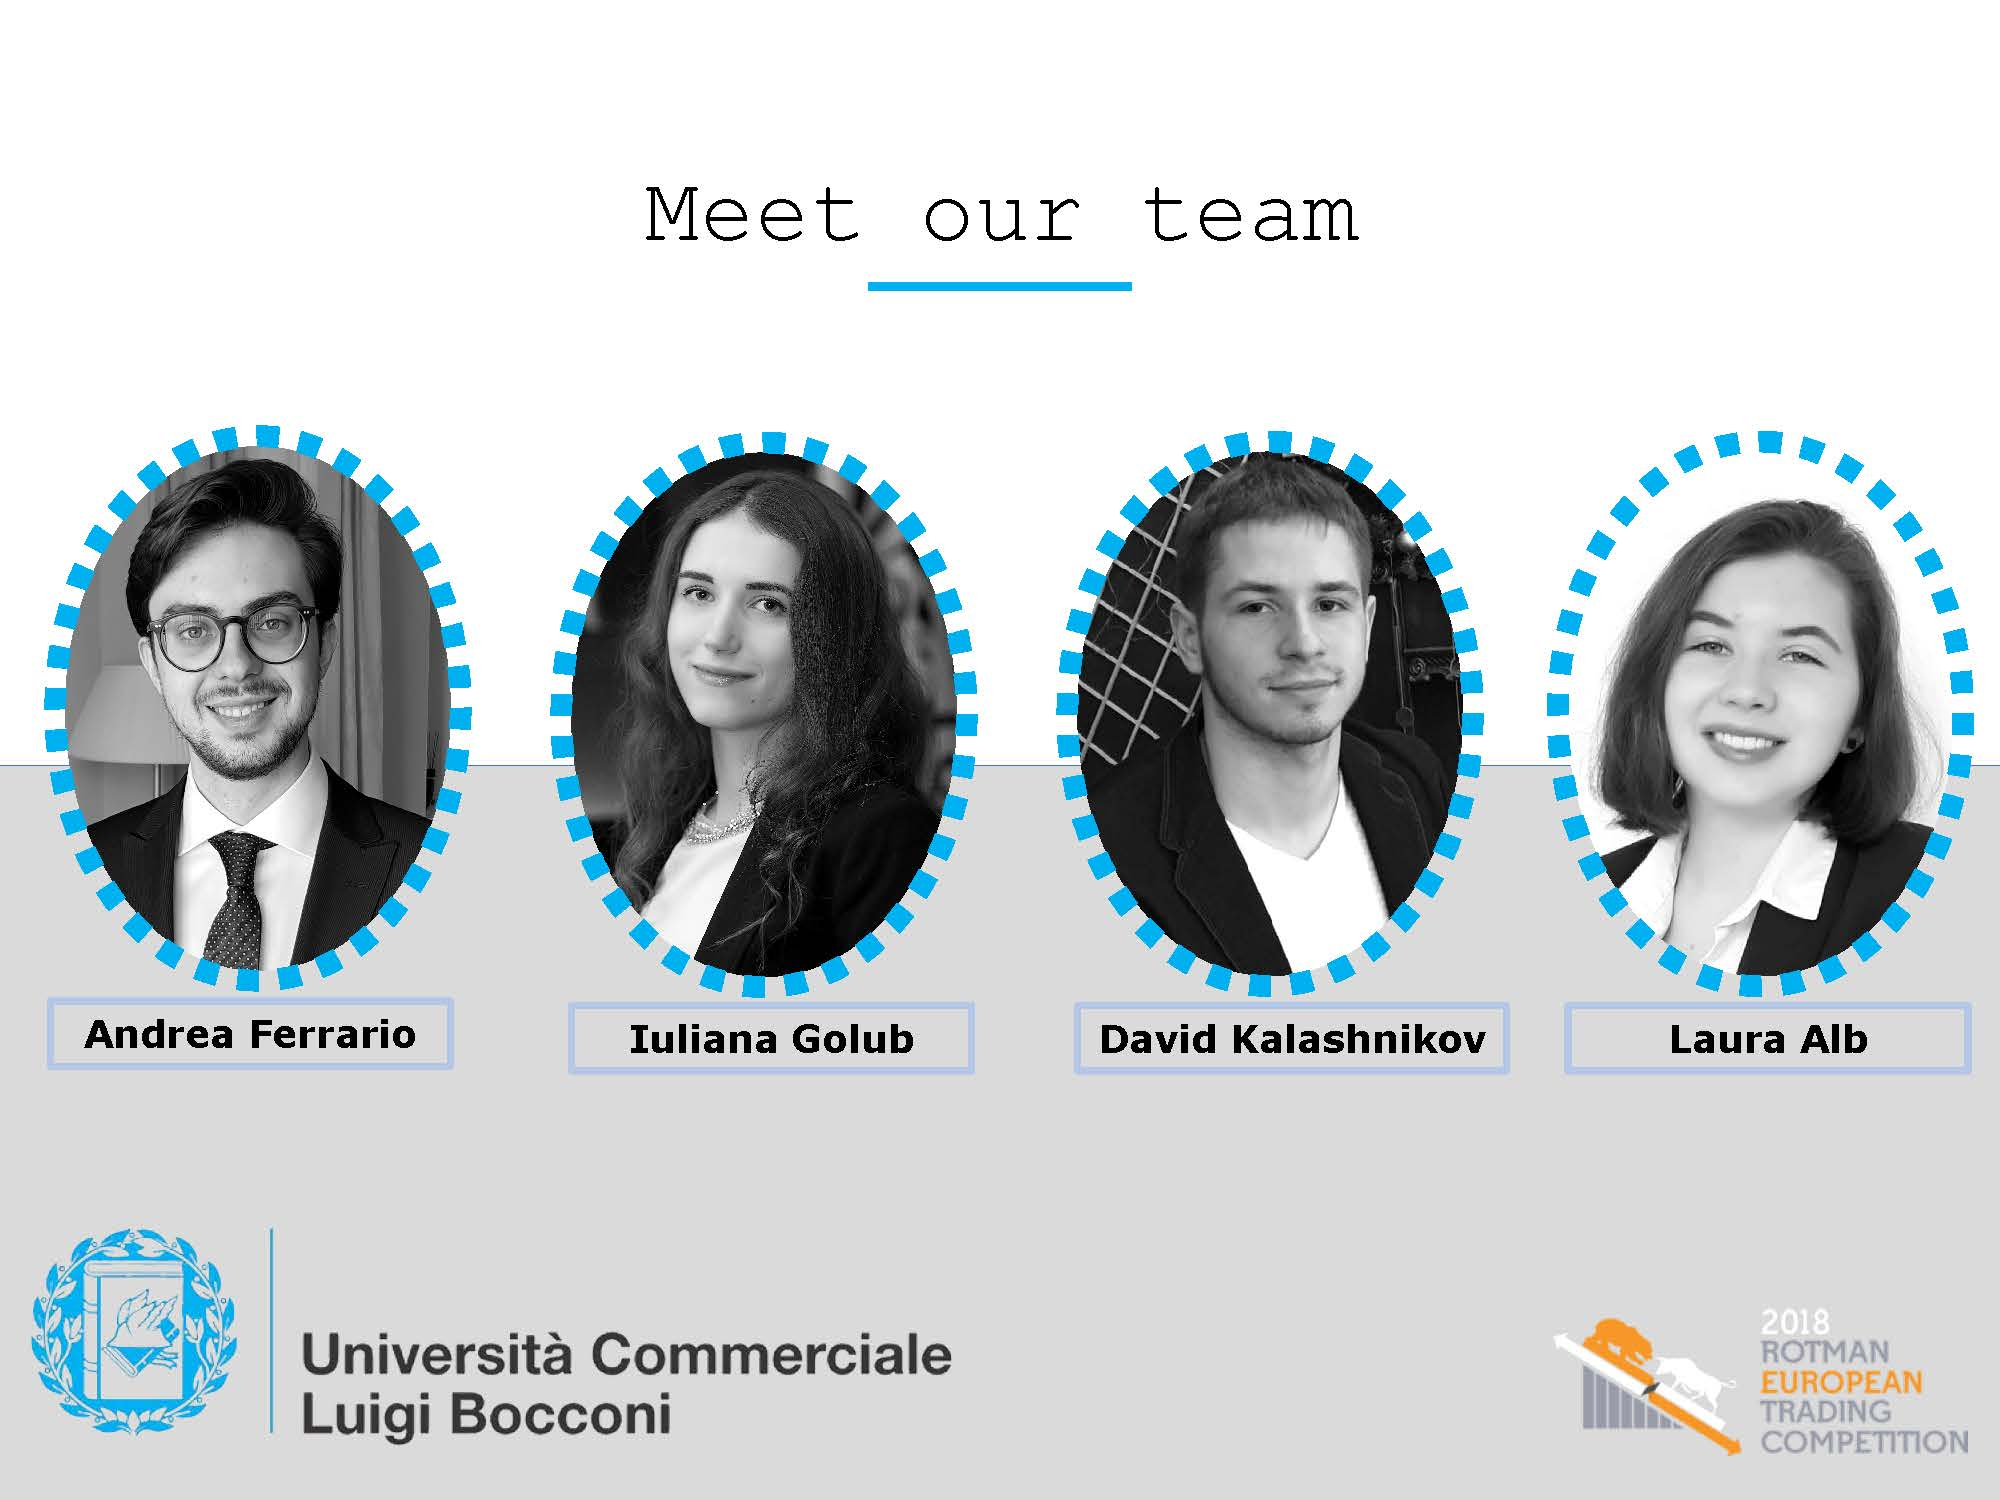 Meet our team
Andrea Ferrario
Iuliana Golub
David Kalashnikov
Laura Alb
Università Commerciale
Luigi Bocconi
2018
ROTMAN
EUROPEAN
TRADING
COMPETITION